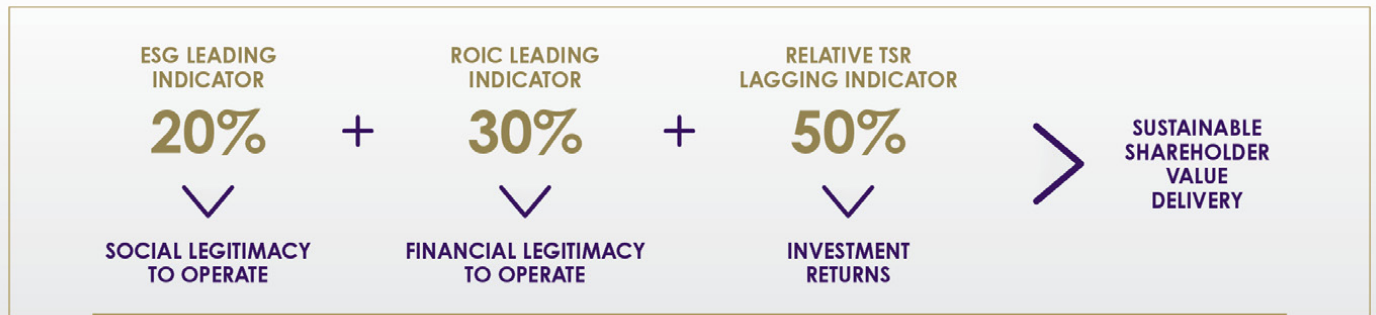 ESG LEADING
INDICATOR
20%
SOCIAL LEGITIMACY
TO OPERATE
+
ROIC LEADING
INDICATOR
30%
FINANCIAL LEGITIMACY
TO OPERATE
+
RELATIVE TSR
LAGGING INDICATOR
50%
INVESTMENT
RETURNS
SUSTAINABLE
SHAREHOLDER
VALUE
DELIVERY